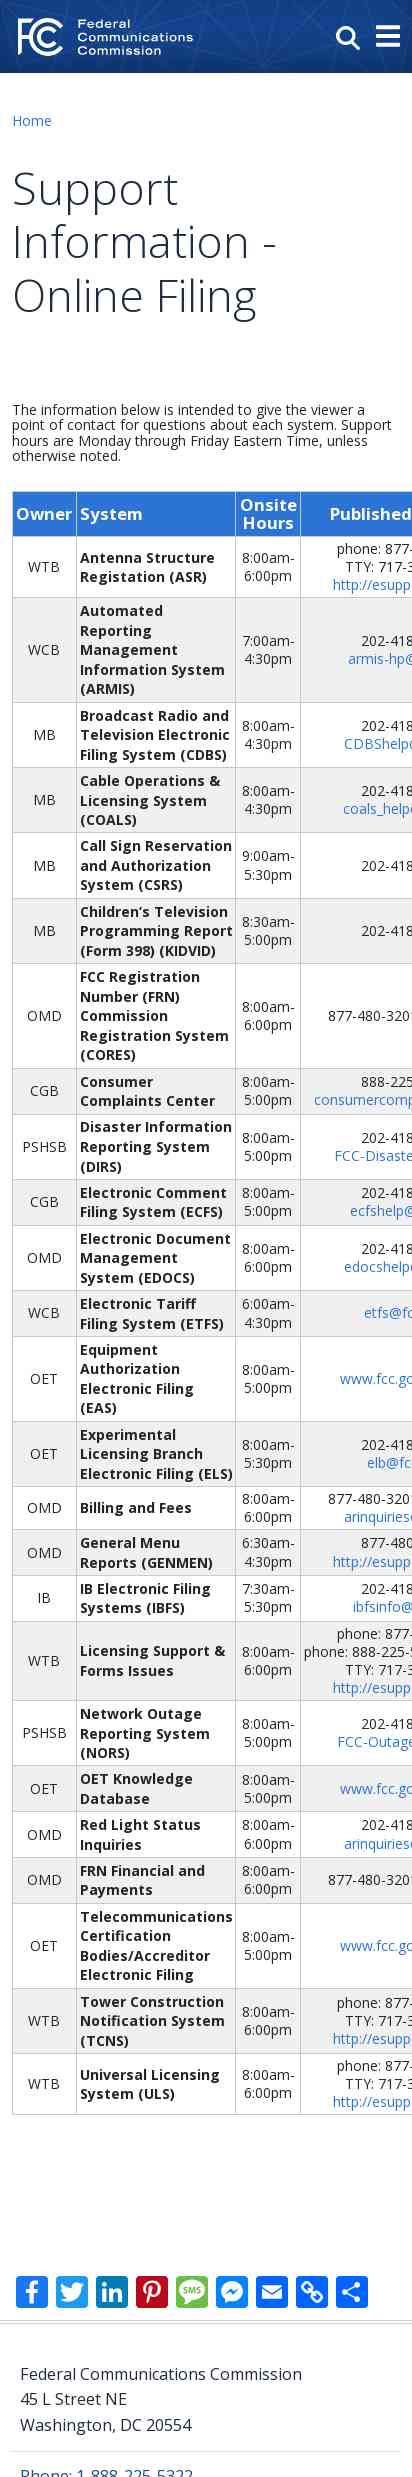 FCC
Federal
Communications
Commission
Home
Support
Information -
Online Filing
The information below is intended to give the viewer a
point of contact for questions about each system. Support
hours are Monday through Friday Eastern Time, unless
otherwise noted.
Owner System Onsite Hours Published
WTB Antenna Structure Registation (ASR) 8:00am-6:00pm phone: 877- TTY: 717-3 http://esupp
WCB Automated Reporting Management Information System (ARMIS) 7:00am-4:30pm 202-418 armis-hp@
MB Broadcast Radio and Television Electronic Filing System (CDBS) 8:00am-4:30pm 202-418 CDBShelp
MB Cable Operations & Licensing System (COALS) 8:00am-4:30pm 202-418 coals_help
MB Call Sign Reservation and Authorization System (CSRS) 9:00am-5:30pm 202-418
MB Children's Television Programming Report (Form 398) (KIDVID) 8:30am-5:00pm 202-418
OMD FCC Registration Number (FRN) Commission Registration System (CORES) 8:00am-6:00pm 877-480-320
CGB Consumer Complaints Center 8:00am-5:00pm 888-225 consumercomp
PSHSB Disaster Information Reporting System (DIRS) 8:00am-5:00pm 202-418 FCC-Disaste
CGB Electronic Comment Filing System (ECFS) 8:00am-5:00pm 202-418 ecfshelp@
OMD Electronic Document Management System (EDOCS) 8:00am-6:00pm 202-418 edocshelp
WCB Electronic Tariff Filing System (ETFS) 6:00am-4:30pm etfs@fc
OET Equipment Authorization Electronic Filing (EAS) 8:00am-5:00pm www.fcc.go
OET Experimental Licensing Branch Electronic Filing (ELS) 8:00am-5:30pm 202-418 elb@fc
OMD Billing and Fees 8:00am-6:00pm 877-480-320 arinquiries
OMD General Menu Reports (GENMEN) 6:30am-4:30pm 877-480 http://esupp
IB IB Electronic Filing Systems (IBFS) 7:30am-5:30pm 202-418 ibfsinfo@
WTB Licensing Support & Forms Issues 8:00am-6:00pm phone: 877- phone: 888-225-5 TTY: 717-3 http://esupp
PSHSB Network Outage Reporting System (NORS) 8:00am-5:00pm 202-418 FCC-Outage
OET OET Knowledge Database 8:00am-5:00pm www.fcc.go
OMD Red Light Status Inquiries 8:00am-6:00pm 202-418 arinquiries
OMD FRN Financial and Payments 8:00am-6:00pm 877-480-320
OET Telecommunications Certification Bodies/Accreditor Electronic Filing 8:00am-5:00pm www.fcc.go
WTB Tower Construction Notification System (TCNS) 8:00am-6:00pm phone: 877- TTY: 717-3 http://esupp
WTB Universal Licensing System (ULS) 8:00am-6:00pm phone: 877- TTY: 717-3 http://esupp
SMS
Federal Communications Commission
45 L Street NE
Washington, DC 20554
Phone: 1-888-225-5322